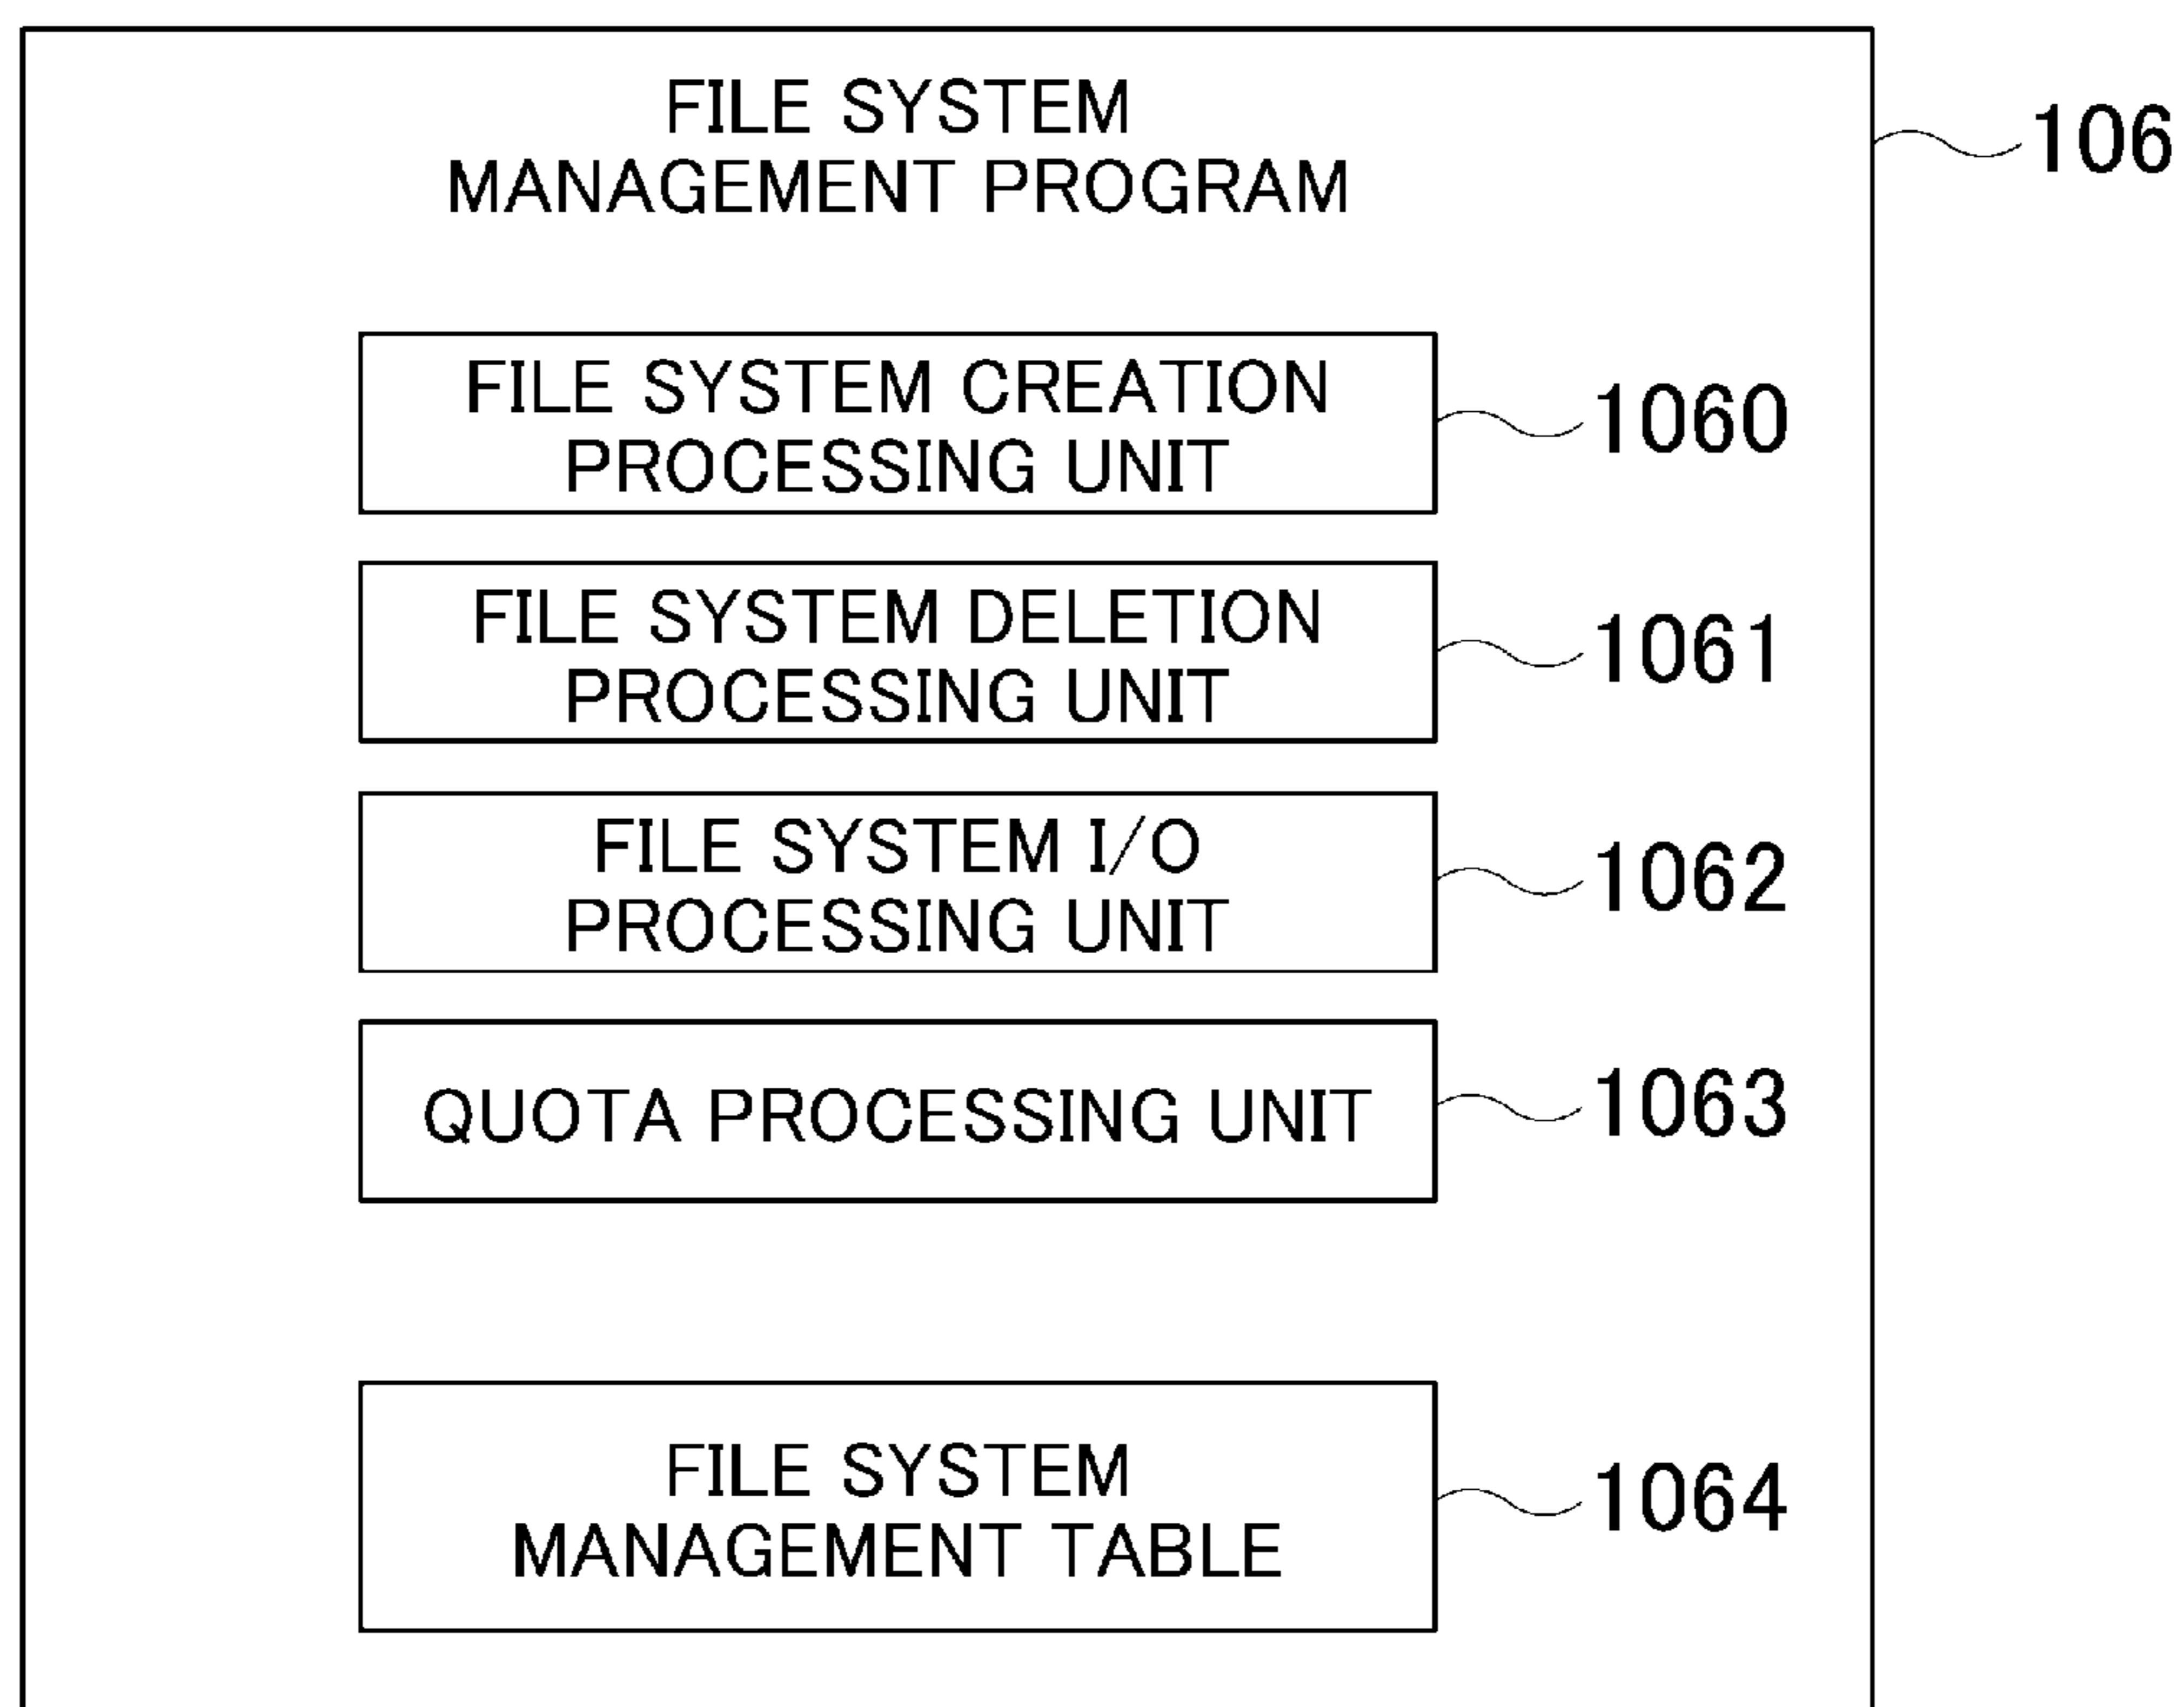 FILE SYSTEM
MANAGEMENT PROGRAM
106
FILE SYSTEM CREATION
PROCESSING UNIT
1060
FILE SYSTEM DELETION
PROCESSING UNIT
1061
FILE SYSTEM I/O
PROCESSING UNIT
1062
QUOTA PROCESSING UNIT
1063
FILE SYSTEM
MANAGEMENT TABLE
1064